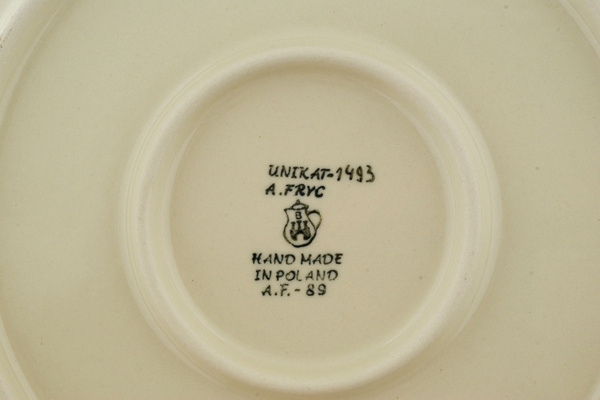 UNIKAT-1493
A.FRYC
B
HAND MADE
IN POLAND
A.F.-89